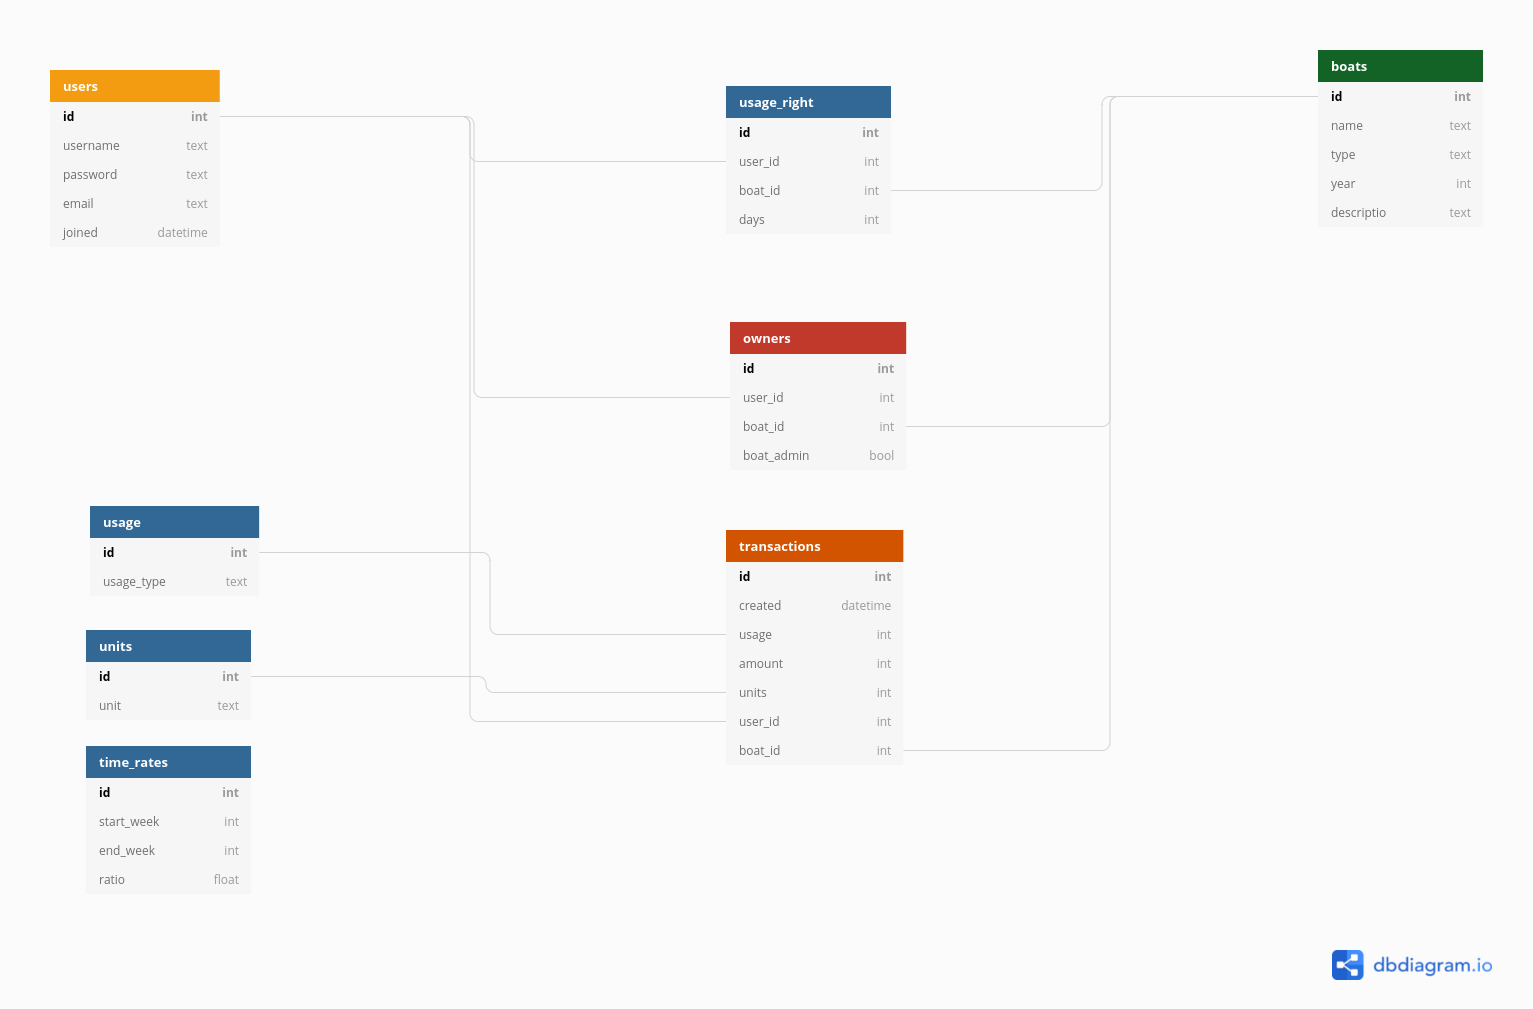 users
id int
username text
password text
email text
joined datetime
usage_right
id int
user_id int
boat_id int
days int
boats
id int
name text
type text
year int
descriptio text
owners
id int
user_id int
boat_id int
boat_admin bool
usage
id int
usage_type text
units
id int
unit text
time_rates
id int
start_week int
end_week int
ratio float
transactions
id int
created datetime
usage int
amount int
units int
user_id int
boat_id int
dbdiagram.io